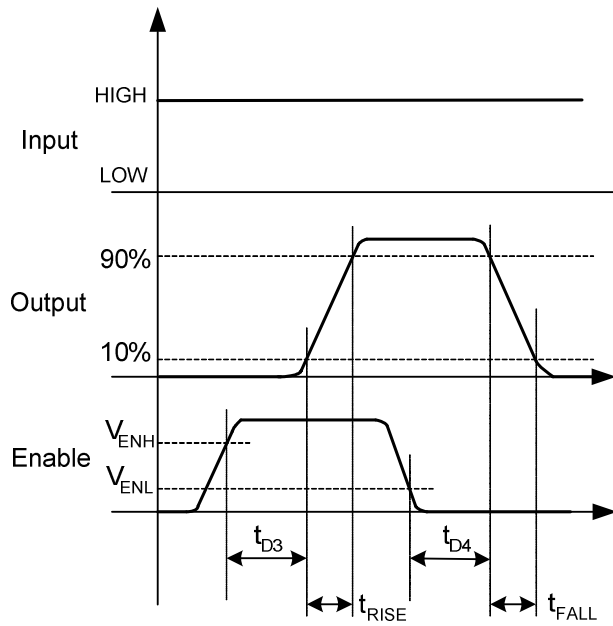 HIGH
Input
LOW
90%
Output
10%
V_ENH
Enable
V_ENL
t_D3
t_D4
t_RISE
t_FALL